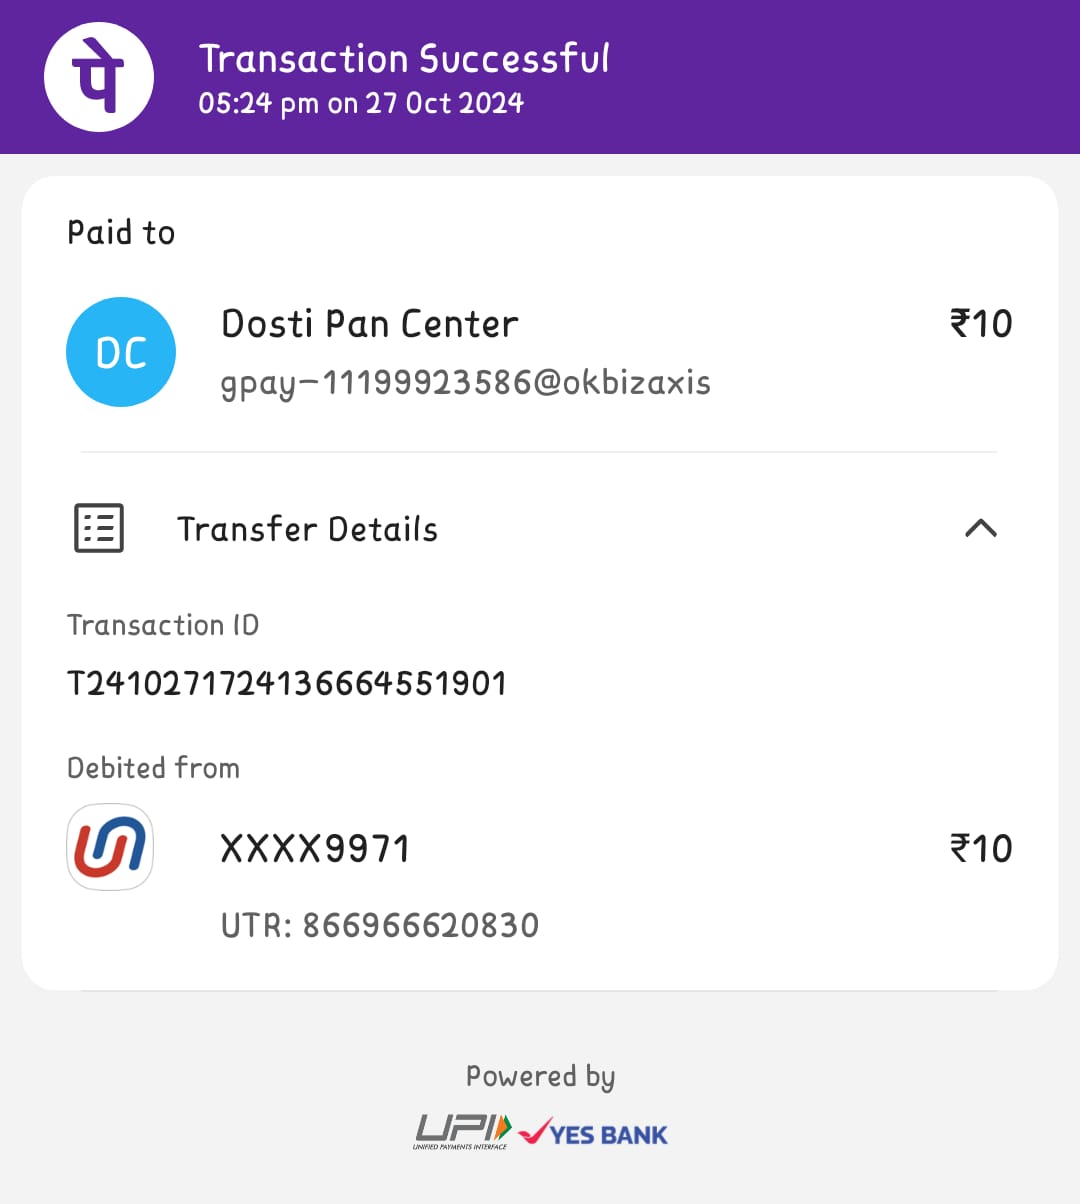 पे
Transaction Successful
05:24 pm on 27 Oct 2024
Paid to
DC
Dosti Pan Center
₹10
gpay-11199923586@okbizaxis
Transfer Details
Transaction ID
T2410271724136664551901
Debited from
XXXX9971
₹10
UTR: 866966620830
Powered by
UPI
UNIFIED PAYMENTS INTERFACE
YES BANK